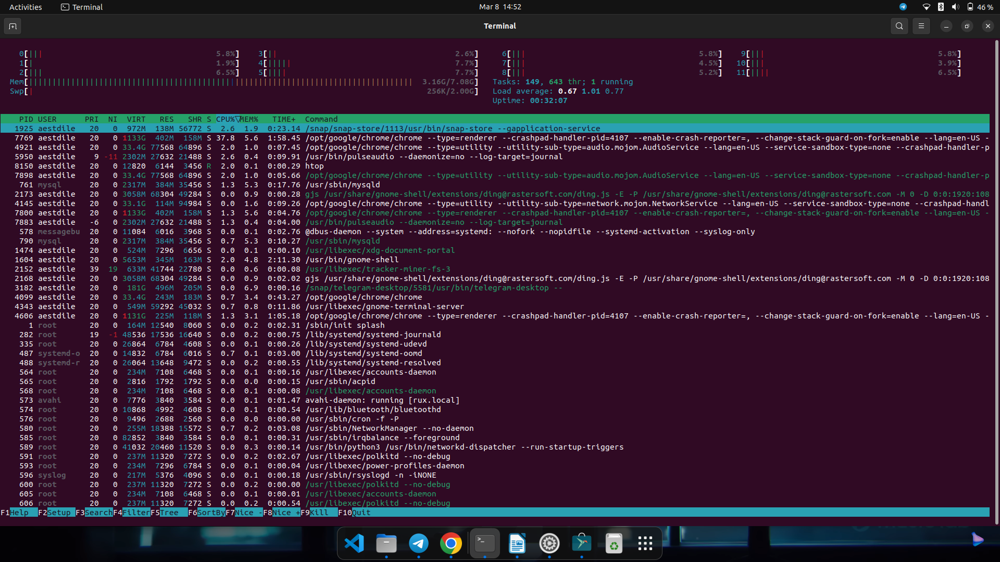 Activities Terminal Mar 8 14:52 46 %
Terminal
0[||| 5.8%] 3[|| 2.6%] 6[||| 5.8%] 9[||| 5.8%]
1[| 1.9%] 4[||||| 7.7%] 7[||| 4.5%] 10[||| 3.9%]
2[||| 6.5%] 5[|||| 7.7%] 8[||| 5.2%] 11[|||| 6.5%]
Mem[ 3.16G/7.08G] Tasks: 149, 643 thr; 1 running
Swp[| 256K/2.00G] Load average: 0.67 1.01 0.77
Uptime: 00:32:07
PID USER PRI NI VIRT RES SHR S CPU%▽MEM% TIME+ Command
1925 aestdile 20 0 972M 138M 56772 S 2.6 1.9 0:23.14 /snap/snap-store/1113/usr/bin/snap-store --gapplication-service
7769 aestdile 20 0 1133G 402M 158M S 37.8 5.6 1:58.45 /opt/google/chrome/chrome --type=renderer --crashpad-handler-pid=4107 --enable-crash-reporter=, --change-stack-guard-on-fork=enable --lang=en-US -
4921 aestdile 20 0 33.4G 77568 64896 S 2.0 1.0 0:07.45 /opt/google/chrome/chrome --type=utility --utility-sub-type=audio.mojom.AudioService --lang=en-US --service-sandbox-type=none --crashpad-handler-p
5950 aestdile 9 -11 2302M 27632 21488 S 2.6 0.4 0:09.91 /usr/bin/pulseaudio --daemonize=no --log-target=journal
8150 aestdile 20 0 12820 6144 3456 R 2.0 0.1 0:00.29 htop
7898 aestdile 20 0 33.4G 77568 64896 S 2.0 1.0 0:05.66 /opt/google/chrome/chrome --type=utility --utility-sub-type=audio.mojom.AudioService --lang=en-US --service-sandbox-type=none --crashpad-handler-p
761 mysql 20 0 2317M 384M 35456 S 1.3 5.3 0:17.76 /usr/sbin/mysqld
2173 aestdile 20 0 3058M 68304 49284 S 0.0 0.9 0:00.28 gjs /usr/share/gnome-shell/extensions/ding@rastersoft.com/ding.js -E -P /usr/share/gnome-shell/extensions/ding@rastersoft.com -M 0 -D 0:0:1920:108
4145 aestdile 20 0 33.1G 114M 94984 S 0.0 1.6 0:09.26 /opt/google/chrome/chrome --type=utility --utility-sub-type=network.mojom.NetworkService --lang=en-US --service-sandbox-type=none --crashpad-handl
7800 aestdile 20 0 1133G 402M 158M S 1.3 5.6 0:04.76 /opt/google/chrome/chrome --type=renderer --crashpad-handler-pid=4107 --enable-crash-reporter=, --change-stack-guard-on-fork=enable --lang=en-US -
7883 aestdile -6 0 2302M 27632 21488 S 1.3 0.4 0:04.00 /usr/bin/pulseaudio --daemonize=no --log-target=journal
578 messagebu 20 0 11084 6016 3968 S 0.0 0.1 0:02.76 @dbus-daemon --system --address=systemd: --nofork --nopidfile --systemd-activation --syslog-only
790 mysql 20 0 2317M 384M 35456 S 0.7 5.3 0:10.27 /usr/sbin/mysqld
1474 aestdile 20 0 524M 7296 6656 S 0.0 0.1 0:00.10 /usr/libexec/xdg-document-portal
1604 aestdile 20 0 5653M 345M 163M S 2.0 4.8 2:11.30 /usr/bin/gnome-shell
2152 aestdile 39 19 633M 41744 22780 S 0.0 0.6 0:00.08 /usr/libexec/tracker-miner-fs-3
2168 aestdile 20 0 3058M 68304 49284 S 0.0 0.9 0:02.02 gjs /usr/share/gnome-shell/extensions/ding@rastersoft.com/ding.js -E -P /usr/share/gnome-shell/extensions/ding@rastersoft.com -M 0 -D 0:0:1920:108
3182 aestdile 20 0 181G 496M 205M S 0.0 6.9 0:00.16 /snap/telegram-desktop/5581/usr/bin/telegram-desktop --
4099 aestdile 20 0 33.4G 243M 183M S 0.7 3.4 0:43.27 /opt/google/chrome/chrome
4343 aestdile 20 0 549M 59292 45032 S 0.7 0.8 0:11.86 /usr/libexec/gnome-terminal-server
4606 aestdile 20 0 1131G 225M 118M S 1.3 3.1 1:05.18 /opt/google/chrome/chrome --type=renderer --crashpad-handler-pid=4107 --enable-crash-reporter=, --change-stack-guard-on-fork=enable --lang=en-US -
1 root 20 0 164M 12540 8060 S 0.0 0.2 0:02.31 /sbin/init splash
282 root 19 -1 48536 17536 16640 S 0.0 0.2 0:00.75 /lib/systemd/systemd-journald
335 root 20 0 26864 6784 4608 S 0.0 0.1 0:00.26 /lib/systemd/systemd-udevd
487 systemd-o 20 0 14832 6784 6016 S 0.7 0.1 0:03.00 /lib/systemd/systemd-oomd
488 systemd-r 20 0 26064 13648 9472 S 0.0 0.2 0:00.55 /lib/systemd/systemd-resolved
564 root 20 0 234M 7108 6468 S 0.0 0.1 0:00.16 /usr/libexec/accounts-daemon
565 root 20 0 2816 1792 1792 S 0.0 0.0 0:00.15 /usr/sbin/acpid
568 root 20 0 234M 7108 6468 S 0.0 0.1 0:00.08 /usr/libexec/accounts-daemon
573 avahi 20 0 7776 3840 3584 S 0.0 0.1 0:01.47 avahi-daemon: running [rux.local]
574 root 20 0 10868 4992 4608 S 0.0 0.1 0:00.54 /usr/lib/bluetooth/bluetoothd
576 root 20 0 9496 2688 2560 S 0.0 0.0 0:00.00 /usr/sbin/cron -f -P
580 root 20 0 255M 18388 15572 S 0.7 0.2 0:03.08 /usr/sbin/NetworkManager --no-daemon
585 root 20 0 82852 3840 3584 S 0.0 0.1 0:00.31 /usr/sbin/irqbalance --foreground
589 root 20 0 41032 20460 11520 S 0.0 0.3 0:00.14 /usr/bin/python3 /usr/bin/networkd-dispatcher --run-startup-triggers
591 root 20 0 237M 11320 7272 S 0.0 0.2 0:02.67 /usr/libexec/polkitd --no-debug
593 root 20 0 234M 7296 6784 S 0.0 0.1 0:00.04 /usr/libexec/power-profiles-daemon
596 syslog 20 0 217M 5376 4096 S 0.0 0.1 0:00.18 /usr/sbin/rsyslogd -n -iNONE
600 root 20 0 237M 11320 7272 S 0.0 0.2 0:00.00 /usr/libexec/polkitd --no-debug
605 root 20 0 234M 7108 6468 S 0.0 0.1 0:00.01 /usr/libexec/accounts-daemon
606 root 20 0 237M 11320 7272 S 0.0 0.2 0:00.54 /usr/libexec/polkitd --no-debug
F1Help F2Setup F3SearchF4FilterF5Tree F6SortByF7Nice -F8Nice +F9Kill F10Quit